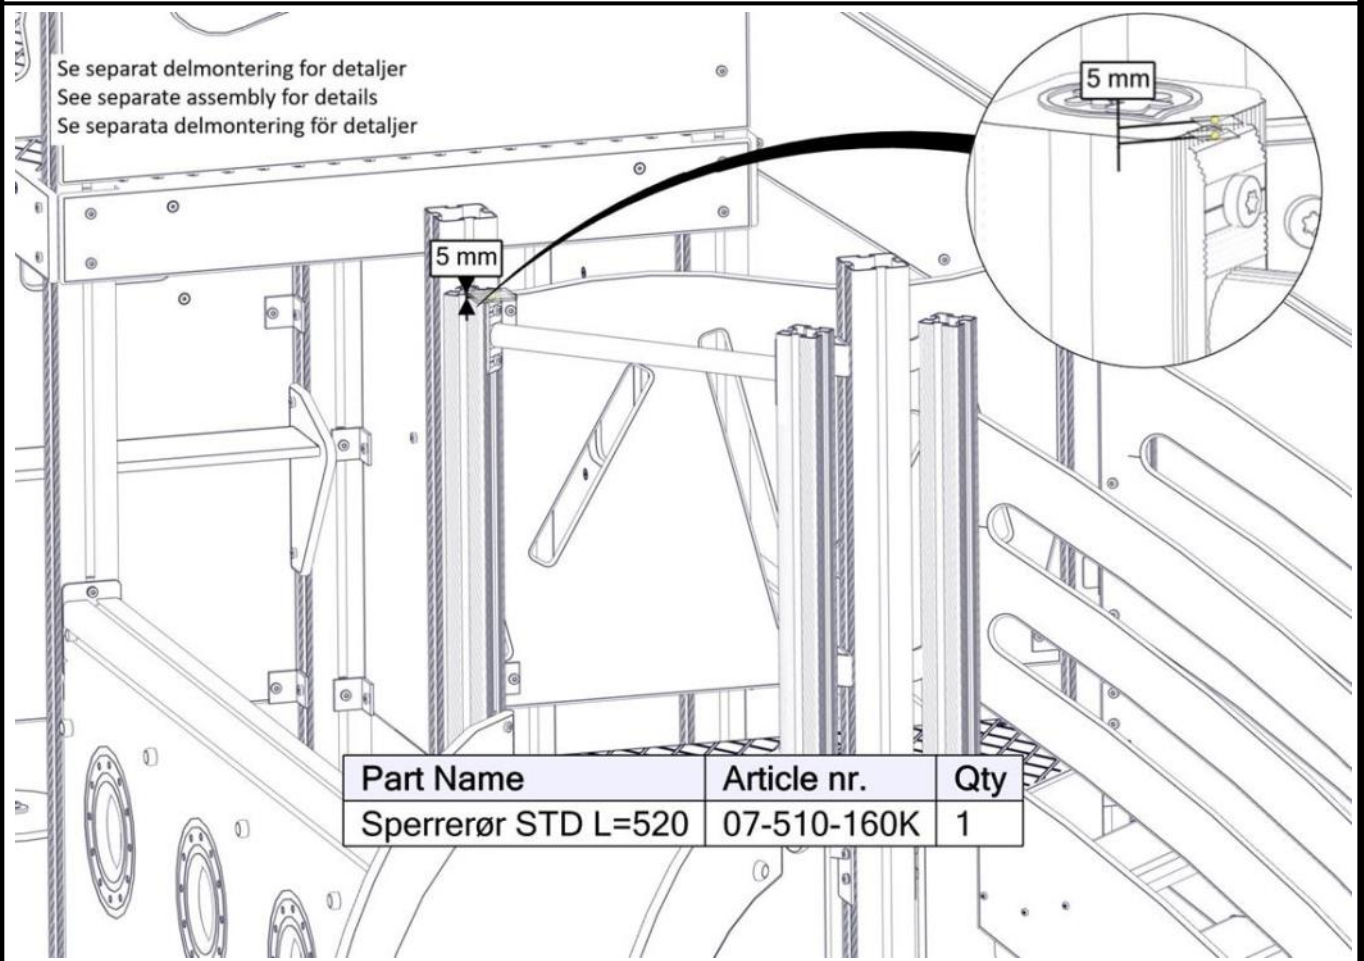 Se separat delmontering for detaljer
See separate assembly for details
Se separata delmontering för detaljer
5 mm
5 mm
Part Name Article nr. Qty
Sperrerør STD L=520 07-510-160K 1